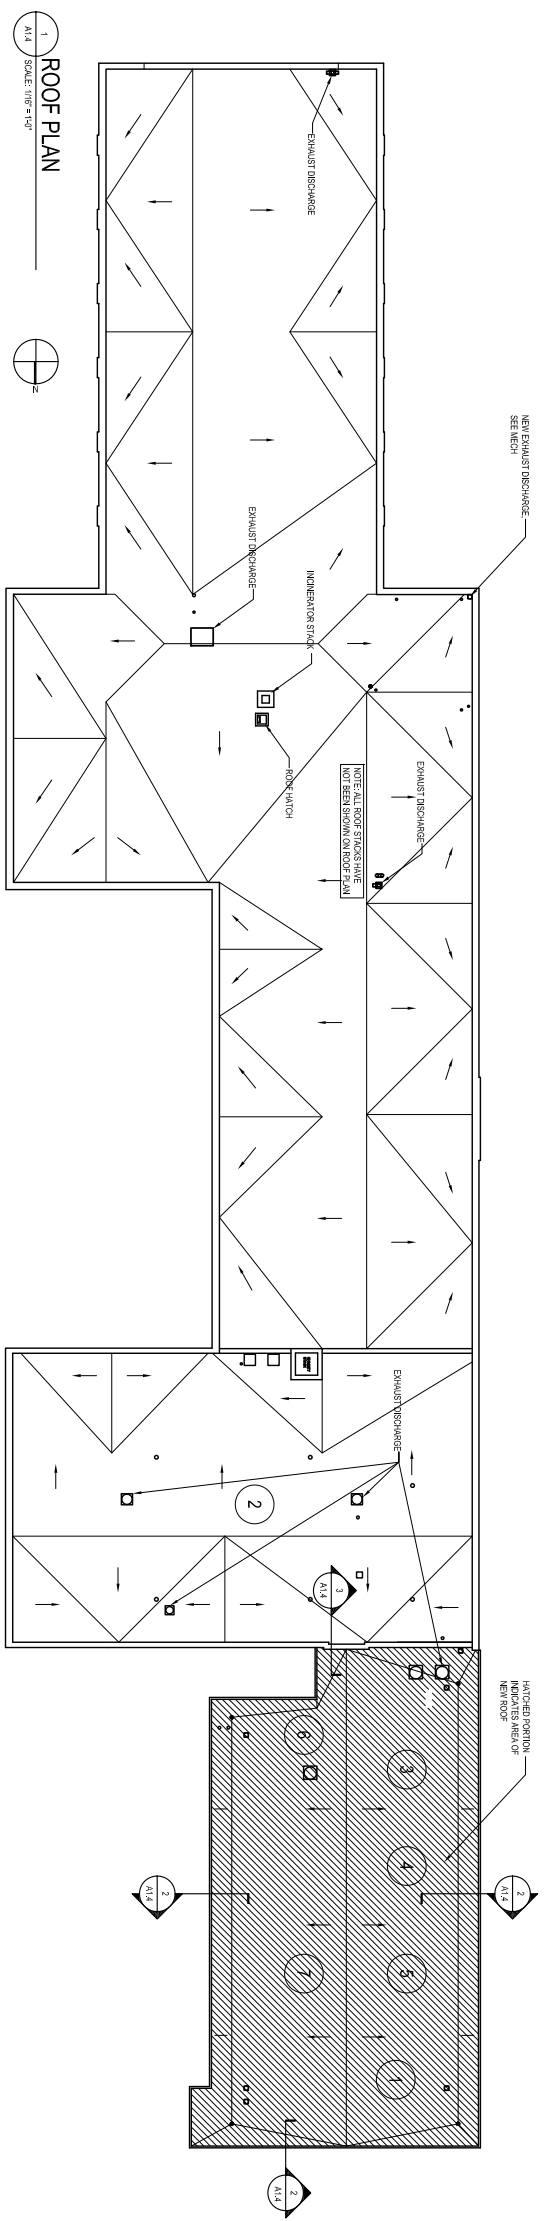 1
A1.4
ROOF PLAN
SCALE: 1/16" = 1'-0"
N
EXHAUST DISCHARGE
NEW EXHAUST DISCHARGE,
SEE MECH
EXHAUST DISCHARGE
INCINERATOR STACK
ROOF HATCH
NOTE: ALL ROOF STACKS HAVE
NOT BEEN SHOWN ON ROOF PLAN
EXHAUST DISCHARGE
EXHAUST DISCHARGE
2
3
A1.4
HATCHED PORTION
INDICATES AREA OF
NEW ROOF
6
3
4
5
7
1
2
A1.4
2
A1.4
2
A1.4